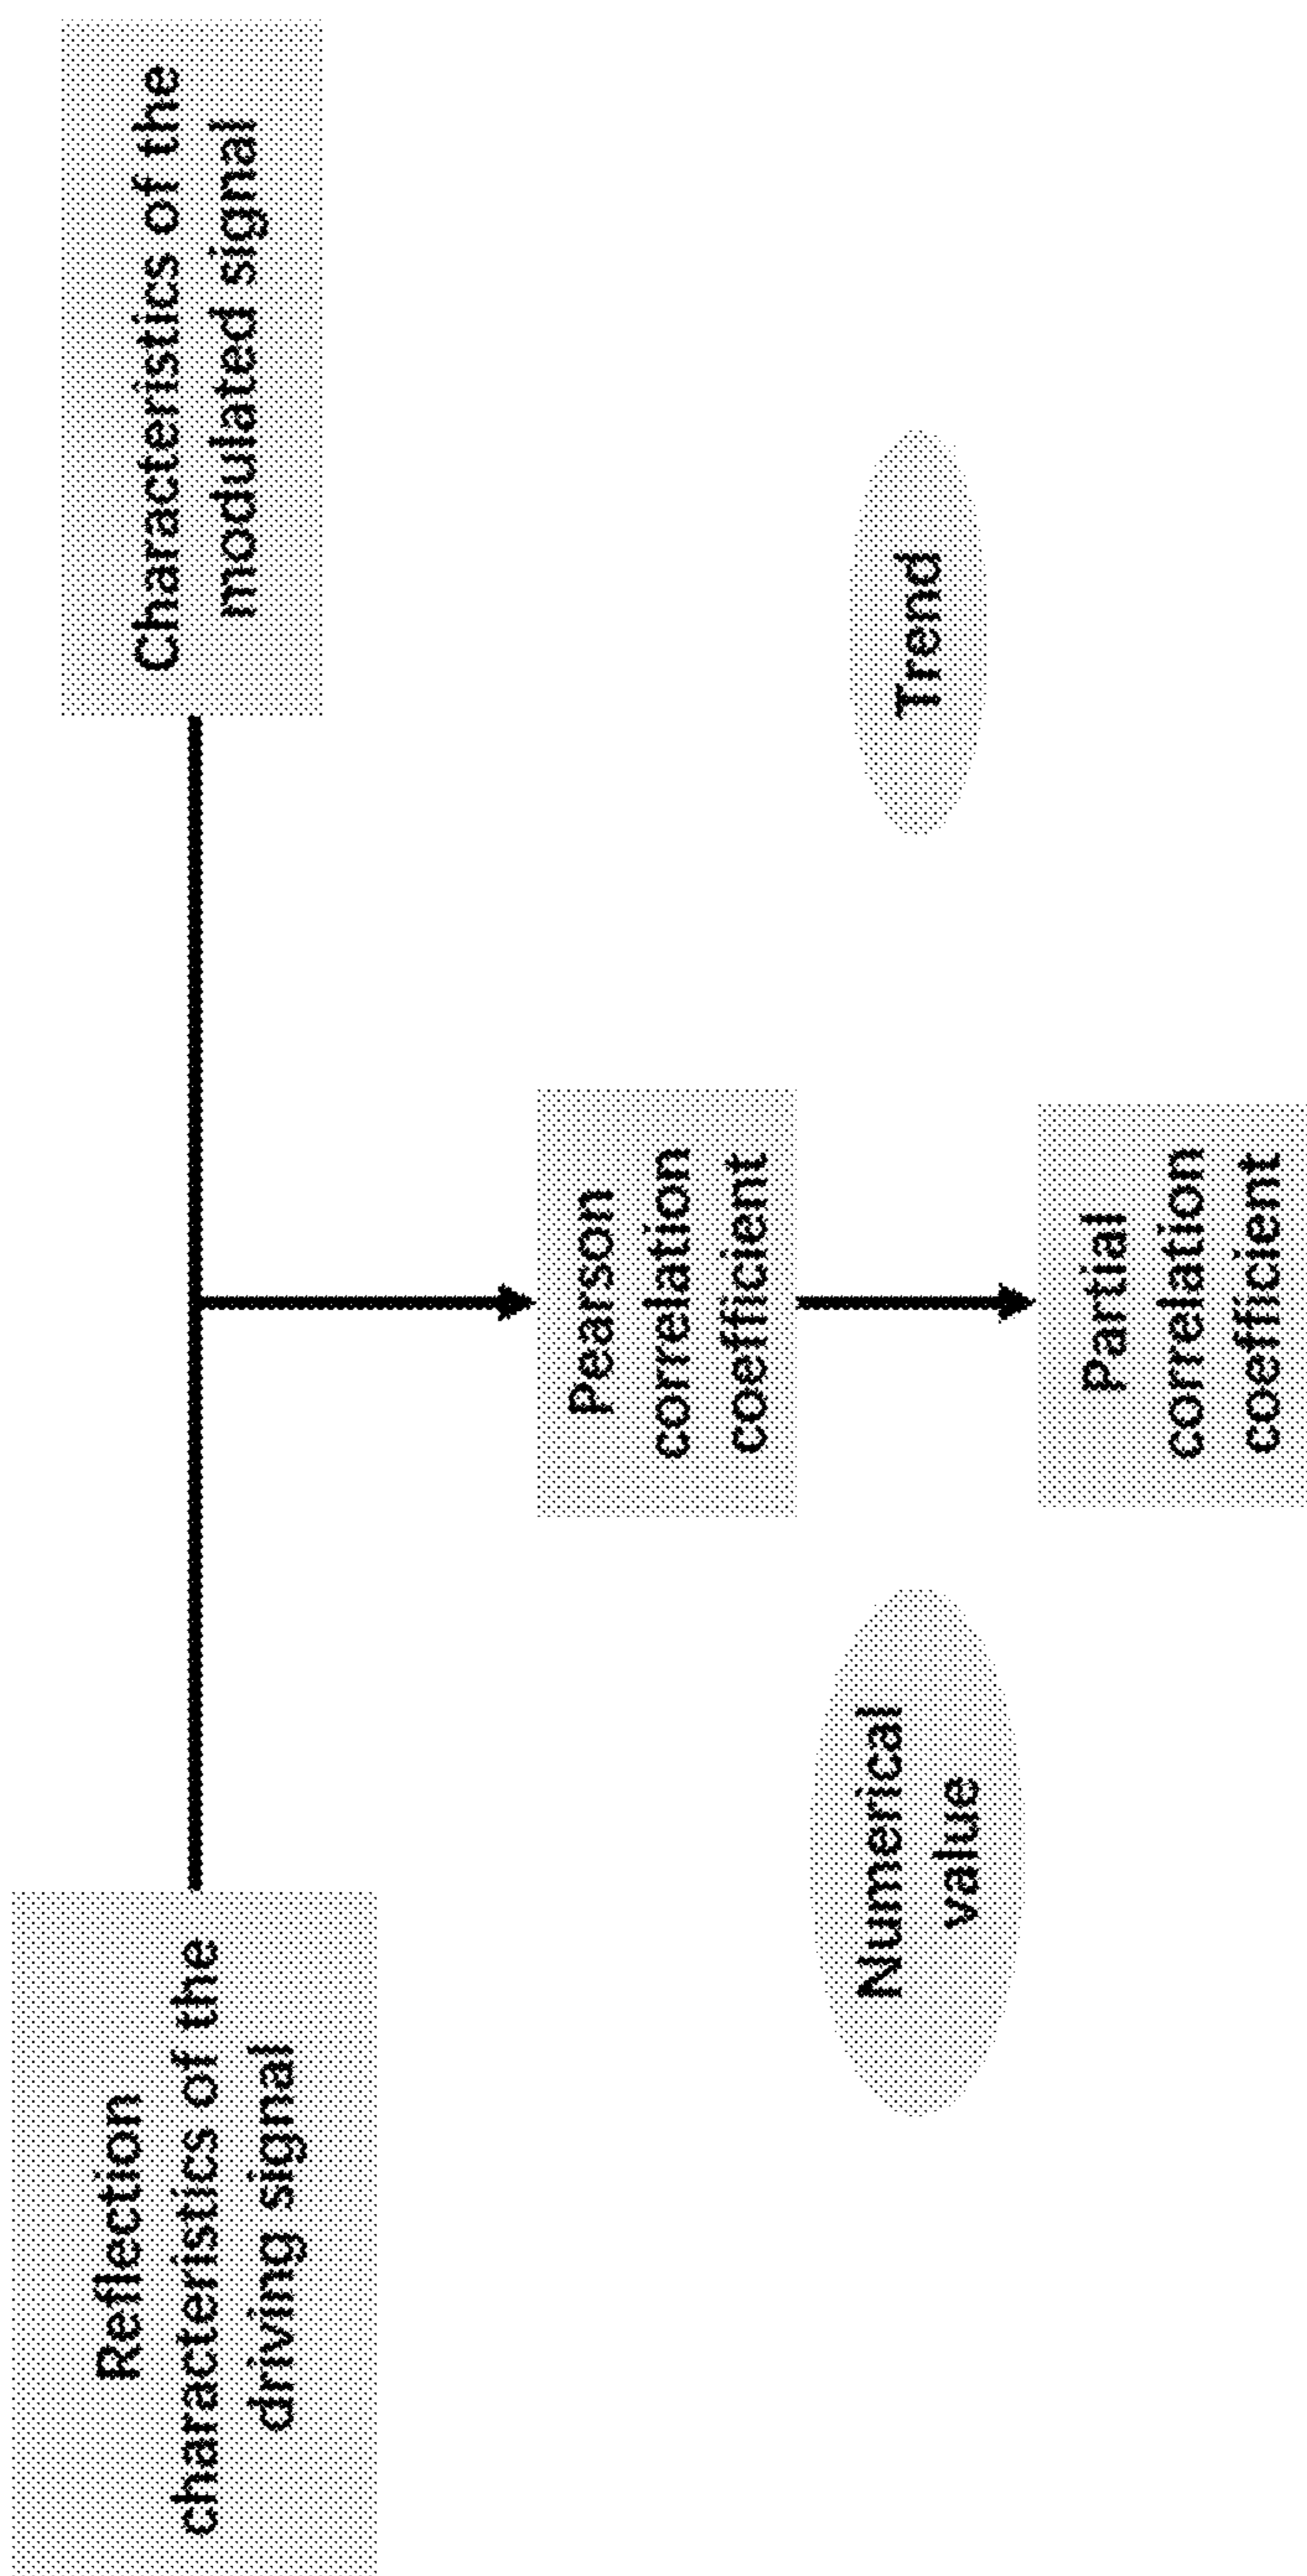 Reflection
characteristics of the
driving signal
Characteristics of the
modulated signal
Pearson
correlation
coefficient
Numerical
value
Trend
Partial
correlation
coefficient